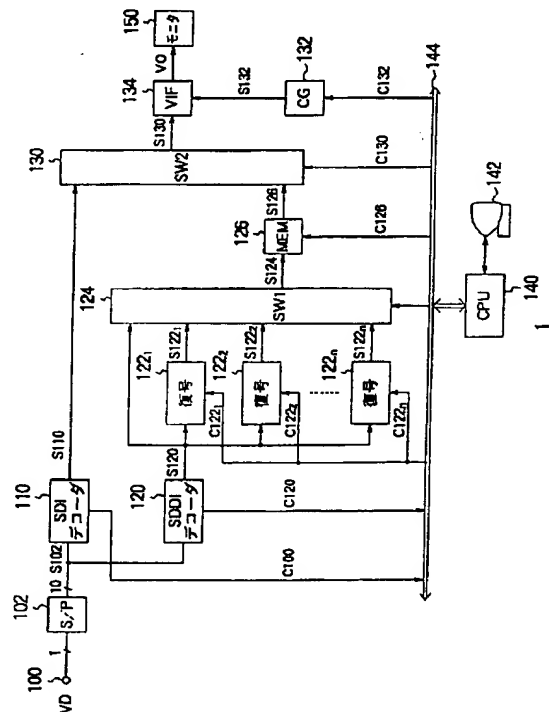 VD
100
1
102
S/P
10
S102
110
SDI
デコーダ
S110
C100
120
SDDI
デコーダ
S120
C120
122₁
復号
S122₁
C122₁
122₂
復号
S122₂
C122₂
122ₙ
復号
S122ₙ
C122ₙ
124
SW1
S124
126
MEM
S126
C126
130
SW2
S130
C130
134
VIF
VO
150
モニタ
S132
132
CG
C132
144
140
CPU
142
1